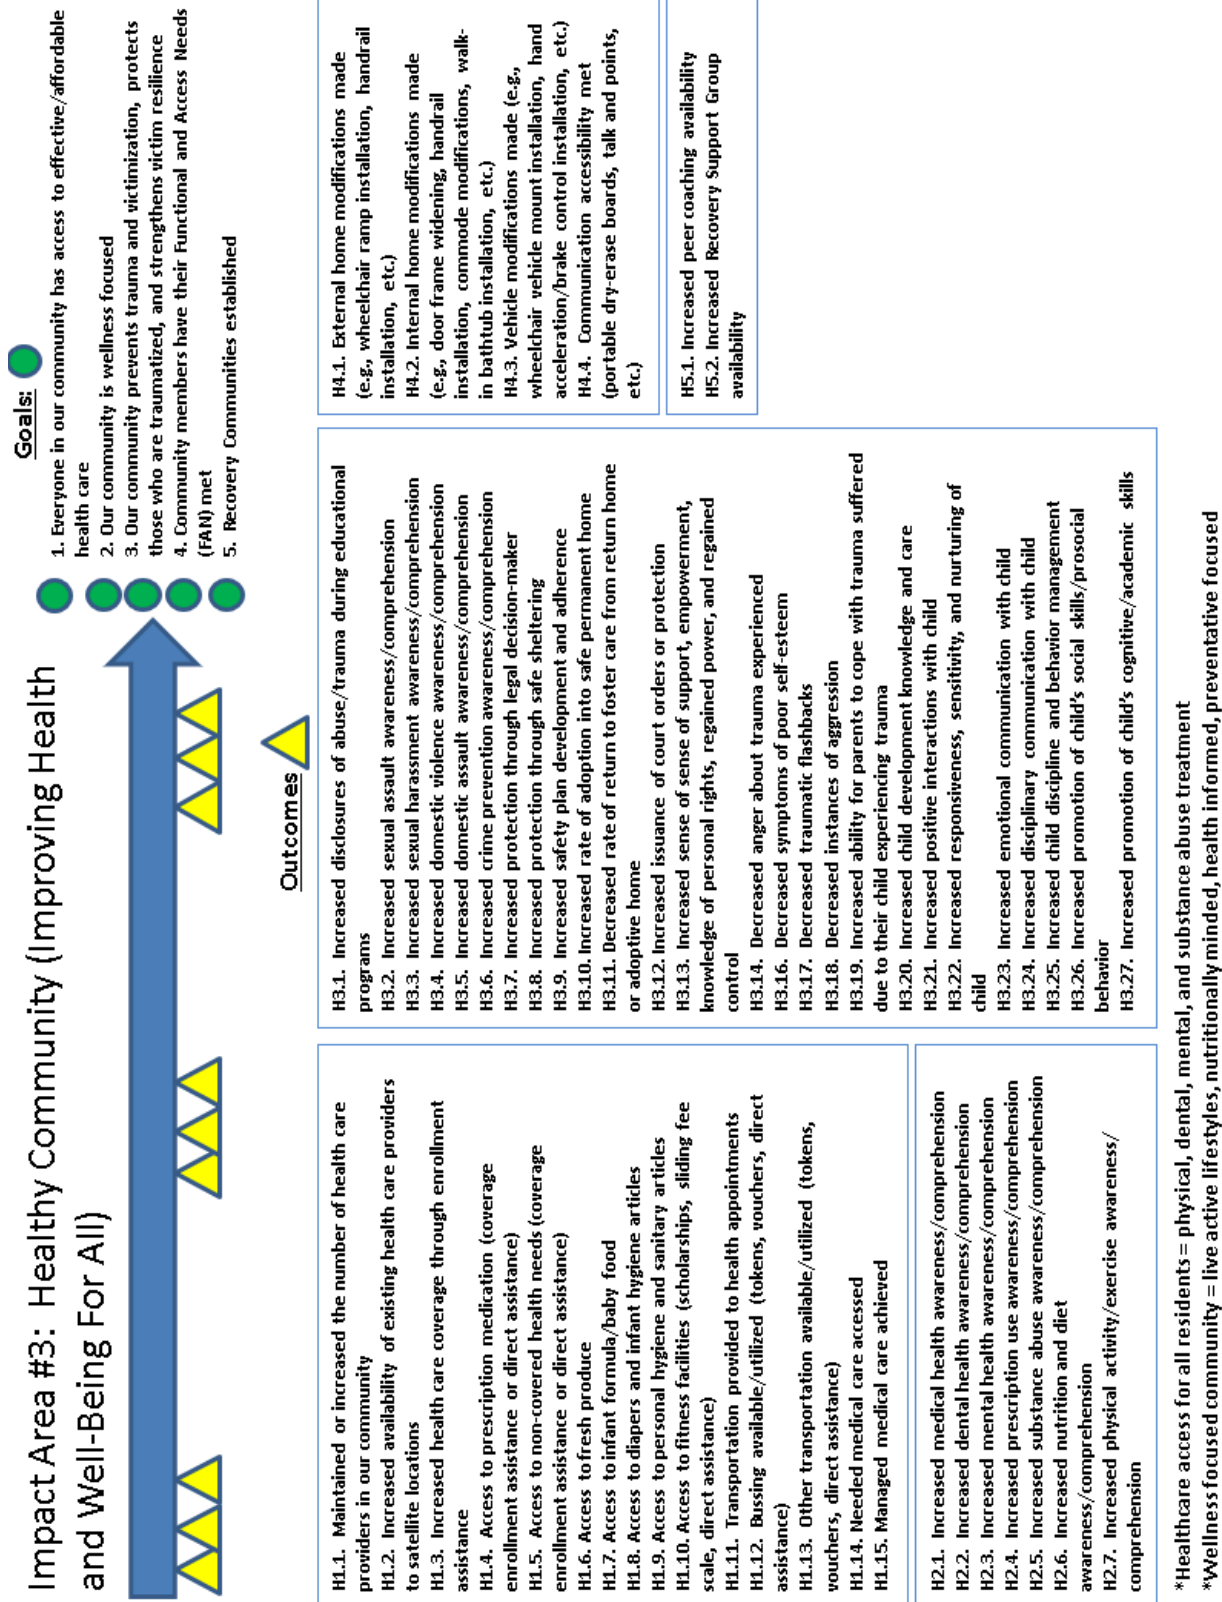 Impact Area #3: Healthy Community (Improving Health
and Well-Being For All)
Goals:
1. Everyone in our community has access to effective/affordable
health care
2. Our community is wellness focused
3. Our community prevents trauma and victimization, protects
those who are traumatized, and strengthens victim resilience
4. Community members have their Functional and Access Needs
(FAN) met
5. Recovery Communities established
Outcomes
H1.1. Maintained or increased the number of health care
providers in our community
H1.2. Increased availability of existing health care providers
to satellite locations
H1.3. Increased health care coverage through enrollment
assistance
H1.4. Access to prescription medication (coverage
enrollment assistance or direct assistance)
H1.5. Access to non-covered health needs (coverage
enrollment assistance or direct assistance)
H1.6. Access to fresh produce
H1.7. Access to infant formula/baby food
H1.8. Access to diapers and infant hygiene articles
H1.9. Access to personal hygiene and sanitary articles
H1.10. Access to fitness facilities (scholarships, sliding fee
scale, direct assistance)
H1.11. Transportation provided to health appointments
H1.12. Bussing available/utilized (tokens, vouchers, direct
assistance)
H1.13. Other transportation available/utilized (tokens,
vouchers, direct assistance)
H1.14. Needed medical care accessed
H1.15. Managed medical care achieved
H2.1. Increased medical health awareness/comprehension
H2.2. Increased dental health awareness/comprehension
H2.3. Increased mental health awareness/comprehension
H2.4. Increased prescription use awareness/comprehension
H2.5. Increased substance abuse awareness/comprehension
H2.6. Increased nutrition and diet
awareness/comprehension
H2.7. Increased physical activity/exercise awareness/
comprehension
H3.1. Increased disclosures of abuse/trauma during educational
programs
H3.2. Increased sexual assault awareness/comprehension
H3.3. Increased sexual harassment awareness/comprehension
H3.4. Increased domestic violence awareness/comprehension
H3.5. Increased domestic assault awareness/comprehension
H3.6. Increased crime prevention awareness/comprehension
H3.7. Increased protection through legal decision-maker
H3.8. Increased protection through safe sheltering
H3.9. Increased safety plan development and adherence
H3.10. Increased rate of adoption into safe permanent home
H3.11. Decreased rate of return to foster care from return home
or adoptive home
H3.12. Increased issuance of court orders or protection
H3.13. Increased sense of sense of support, empowerment,
knowledge of personal rights, regained power, and regained
control
H3.14. Decreased anger about trauma experienced
H3.16. Decreased symptoms of poor self-esteem
H3.17. Decreased traumatic flashbacks
H3.18. Decreased instances of aggression
H3.19. Increased ability for parents to cope with trauma suffered
due to their child experiencing trauma
H3.20. Increased child development knowledge and care
H3.21. Increased positive interactions with child
H3.22. Increased responsiveness, sensitivity, and nurturing of
child
H3.23. Increased emotional communication with child
H3.24. Increased disciplinary communication with child
H3.25. Increased child discipline and behavior management
H3.26. Increased promotion of child's social skills/prosocial
behavior
H3.27. Increased promotion of child's cognitive/academic skills
H4.1. External home modifications made
(e.g., wheelchair ramp installation, handrail
installation, etc.)
H4.2. Internal home modifications made
(e.g., door frame widening, handrail
installation, commode modifications, walk-
in bathtub installation, etc.)
H4.3. Vehicle modifications made (e.g.,
wheelchair vehicle mount installation, hand
acceleration/brake control installation, etc.)
H4.4. Communication accessibility met
(portable dry-erase boards, talk and points,
etc.)
H5.1. Increased peer coaching availability
H5.2. Increased Recovery Support Group
availability
*Healthcare access for all residents = physical, dental, mental, and substance abuse treatment
*Wellness focused community = live active lifestyles, nutritionally minded, health informed, preventative focused